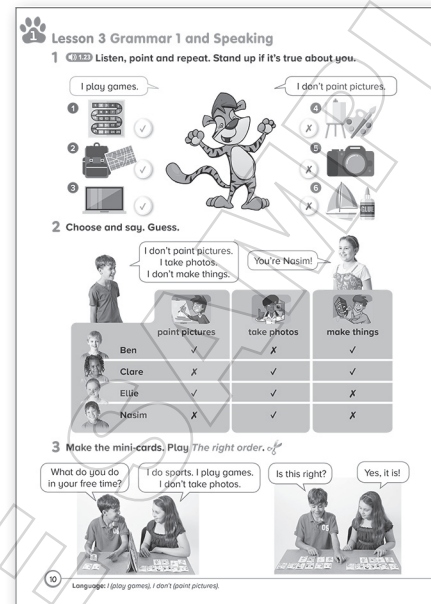 1
Lesson 3 Grammar 1 and Speaking
1 1.23 Listen, point and repeat. Stand up if it's true about you.
I play games.
I don't paint pictures.
1
✓
4
✗
2
✓
5
✗
3
✓
6
✗
2 Choose and say. Guess.
I don't paint pictures.
I take photos.
I don't make things.
You're Nasim!
paint pictures take photos make things
Ben ✓ ✗ ✓
Clare ✗ ✓ ✓
Ellie ✓ ✓ ✗
Nasim ✗ ✓ ✗
3 Make the mini-cards. Play The right order.
What do you do
in your free time?
I do sports. I play games.
I don't take photos.
Is this right?
Yes, it is!
10
Language: I (play games), I don't (paint pictures).
SAMPLE